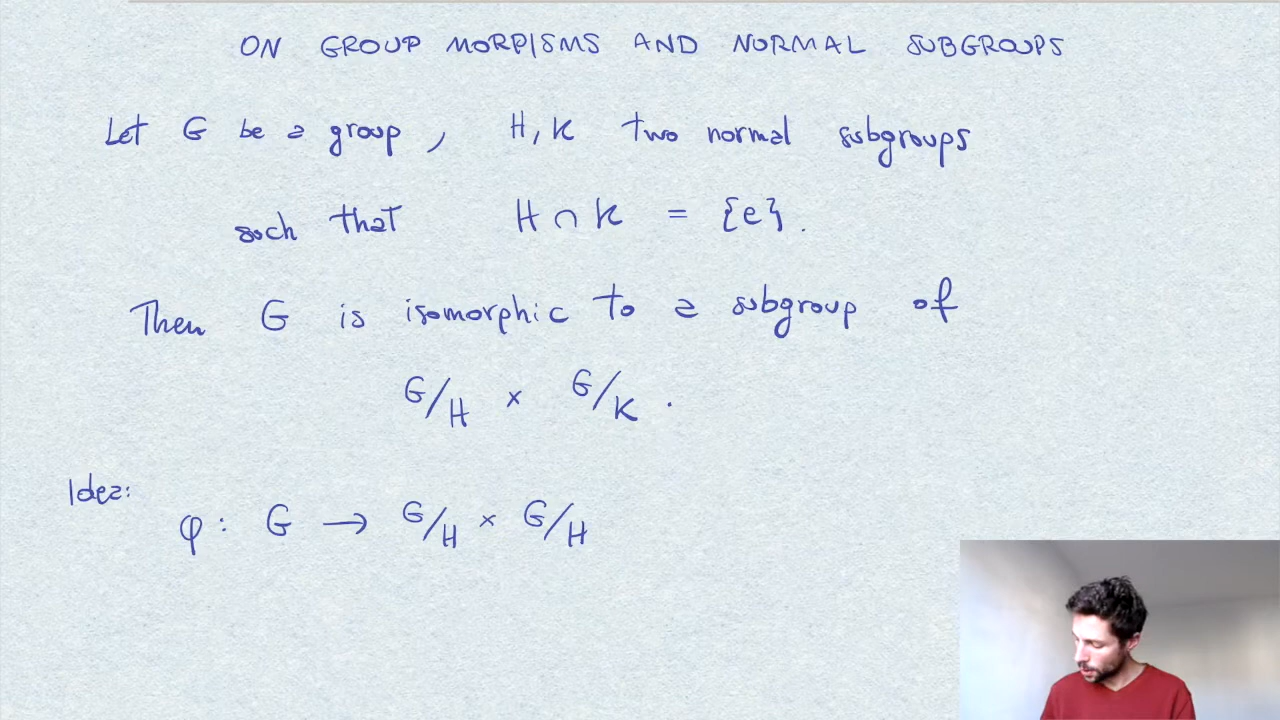 ON GROUP MORPISMS AND NORMAL SUBGROUPS
Let G be a group, H, K two normal subgroups
such that H ∩ K = {e}.
Then G is isomorphic to a subgroup of
G/H × G/K .
Idea:
φ: G → G/H × G/H